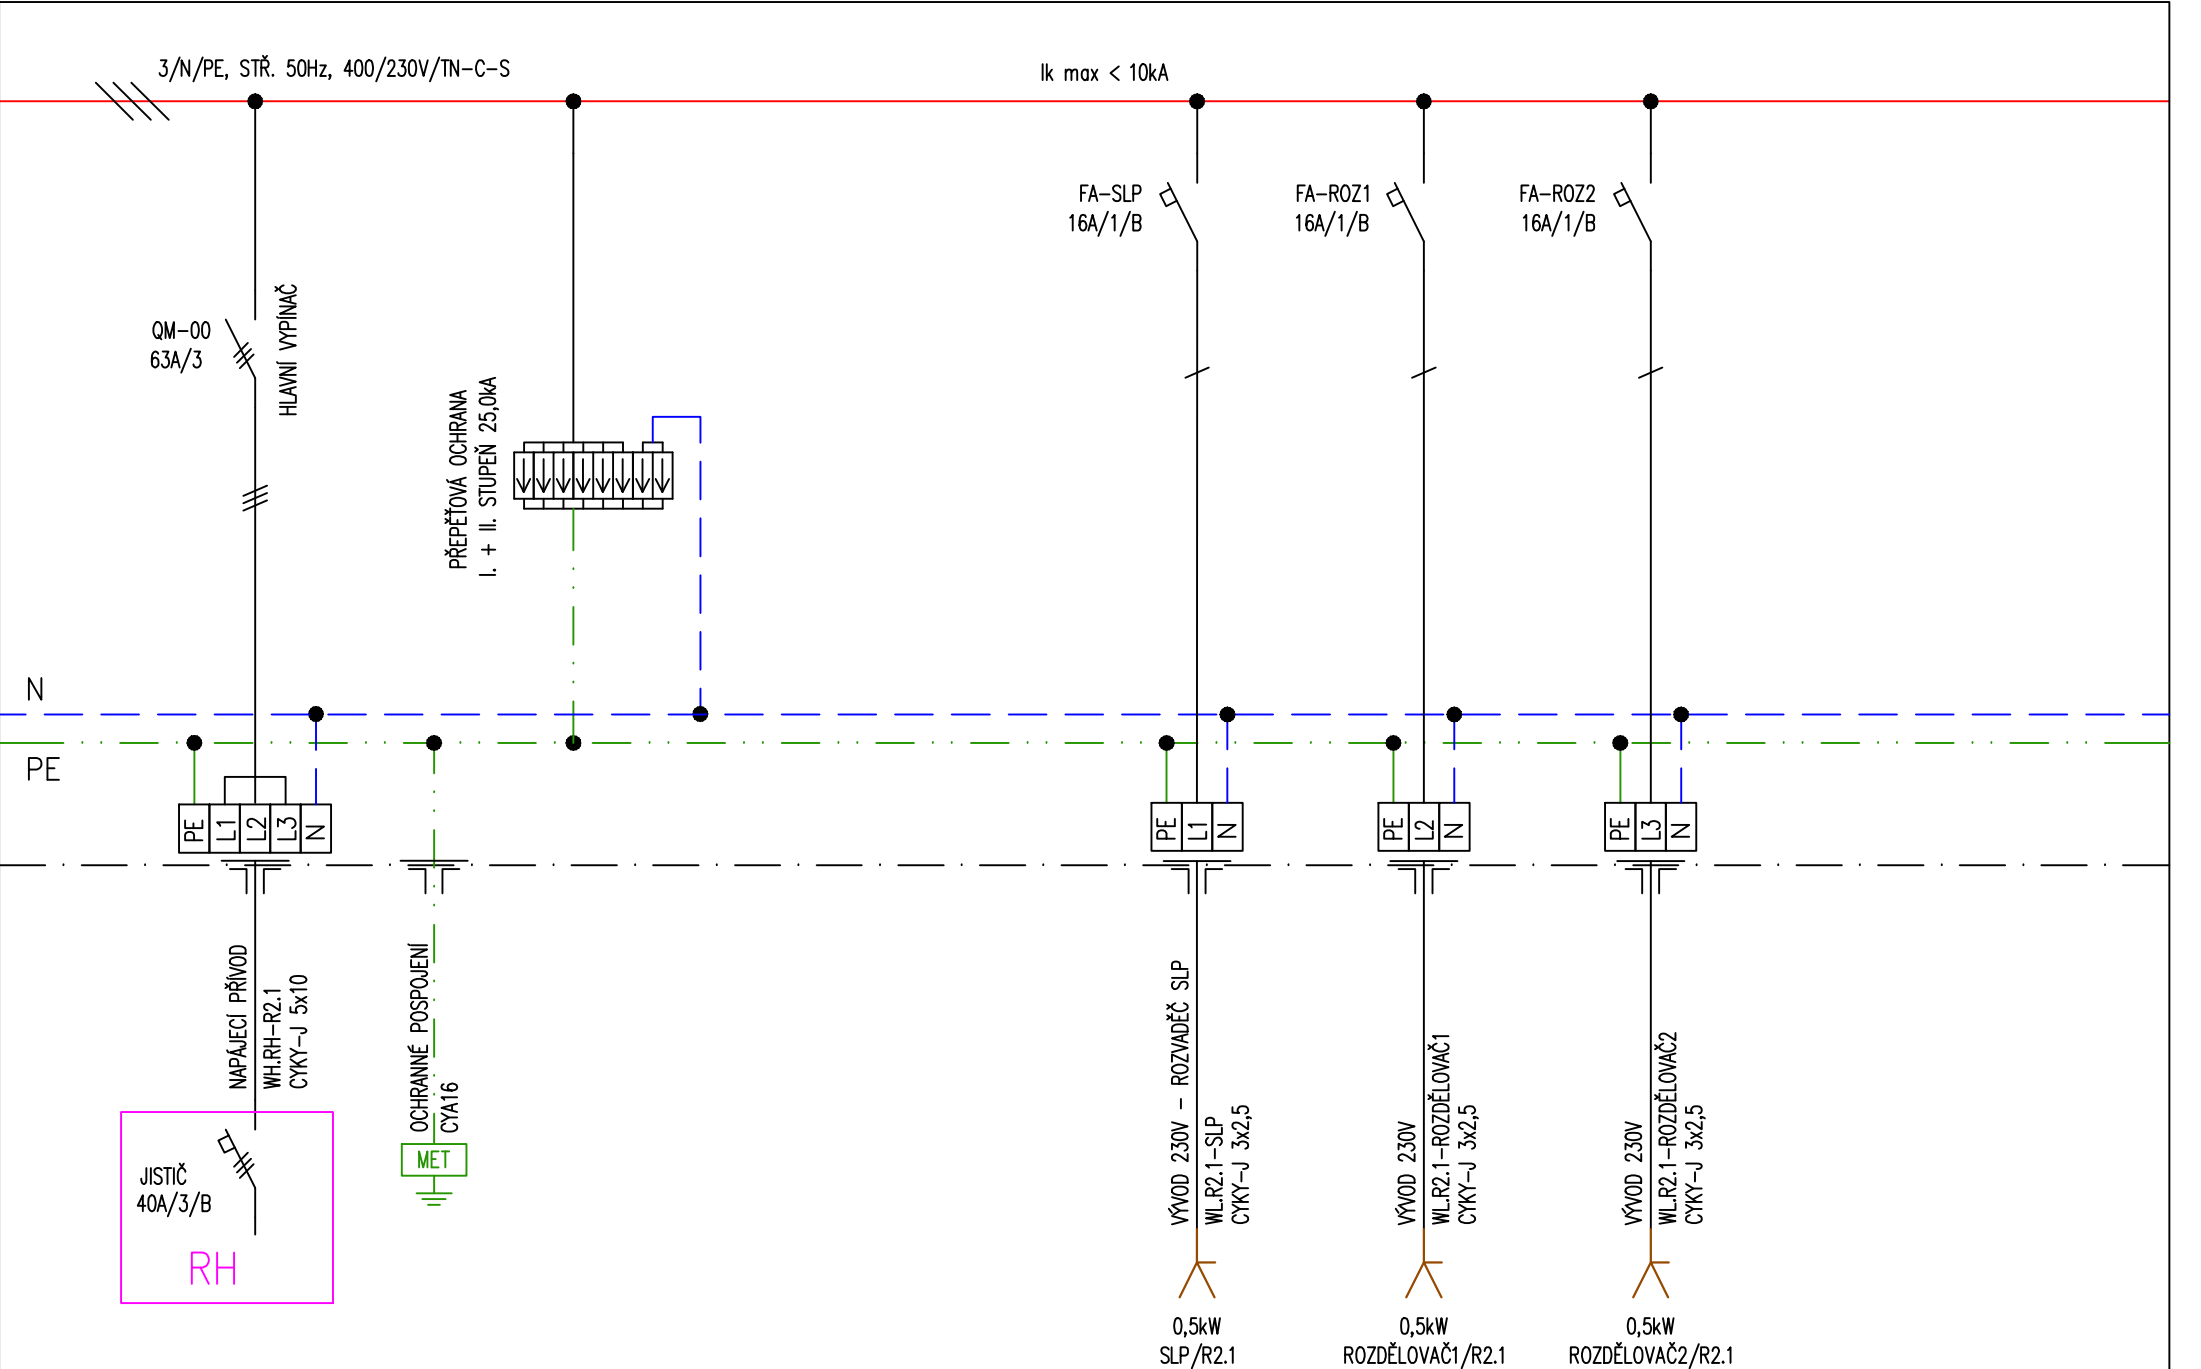 3/N/PE, STŘ. 50Hz, 400/230V/TN-C-S
Ik max < 10kA
FA-SLP
16A/1/B
FA-ROZ1
16A/1/B
FA-ROZ2
16A/1/B
QM-00
63A/3
HLAVNÍ VYPÍNAČ
PŘEPĚŤOVÁ OCHRANA
I. + II. STUPEŇ 25,0kA
N
PE
PE L1 L2 L3 N
PE L1 N
PE L2 N
PE L3 N
NAPÁJECÍ PŘÍVOD
WH.RH-R2.1
CYKY-J 5x10
OCHRANNÉ POSPOJENÍ
CYA16
VÝVOD 230V - ROZVADĚČ SLP
WL.R2.1-SLP
CYKY-J 3x2,5
VÝVOD 230V
WL.R2.1-ROZDĚLOVAČ1
CYKY-J 3x2,5
VÝVOD 230V
WL.R2.1-ROZDĚLOVAČ2
CYKY-J 3x2,5
JISTIČ
40A/3/B
RH
MET
0,5kW
SLP/R2.1
0,5kW
ROZDĚLOVAČ1/R2.1
0,5kW
ROZDĚLOVAČ2/R2.1